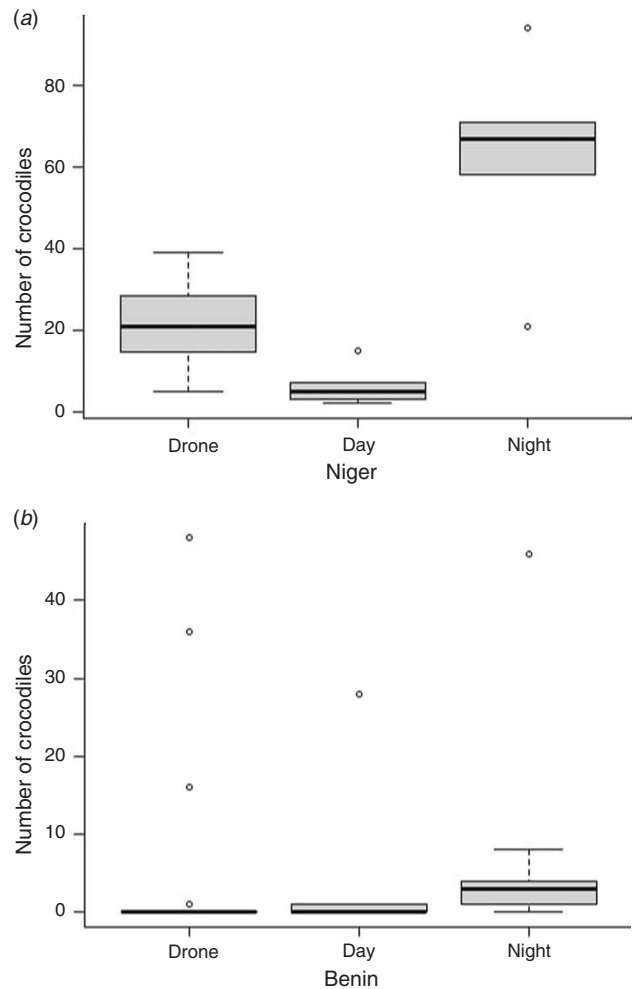 (a)
Number of crocodiles
80
60
40
20
0
Drone Day Night
Niger
(b)
Number of crocodiles
40
30
20
10
0
Drone Day Night
Benin